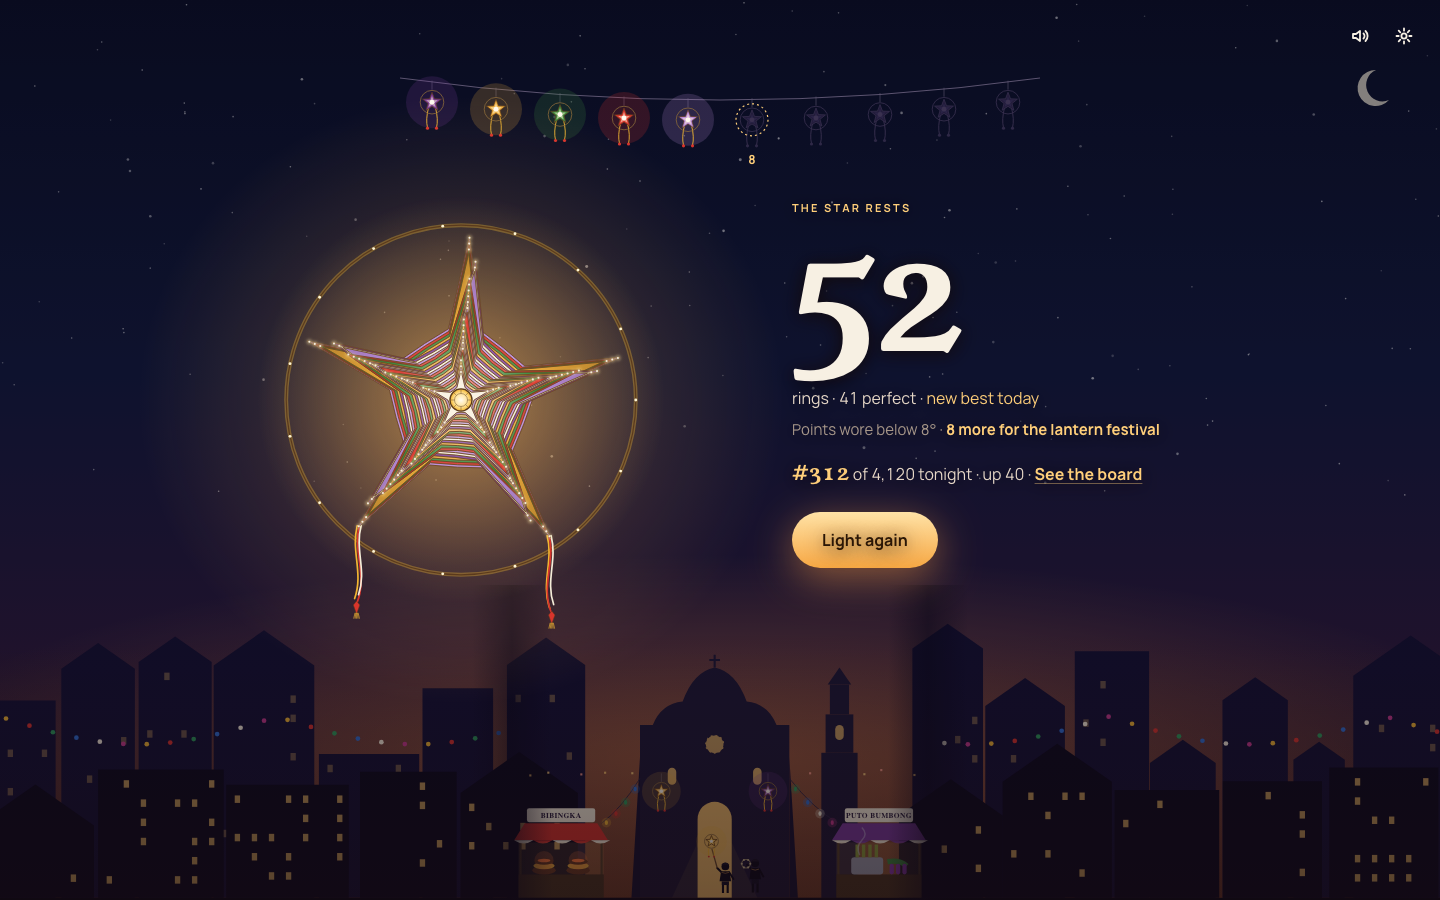 8
THE STAR RESTS
52
rings · 41 perfect · new best today
Points wore below 8° · 8 more for the lantern festival
#312 of 4,120 tonight · up 40 · See the board
Light again
BIBINGKA
PUTO BUMBONG